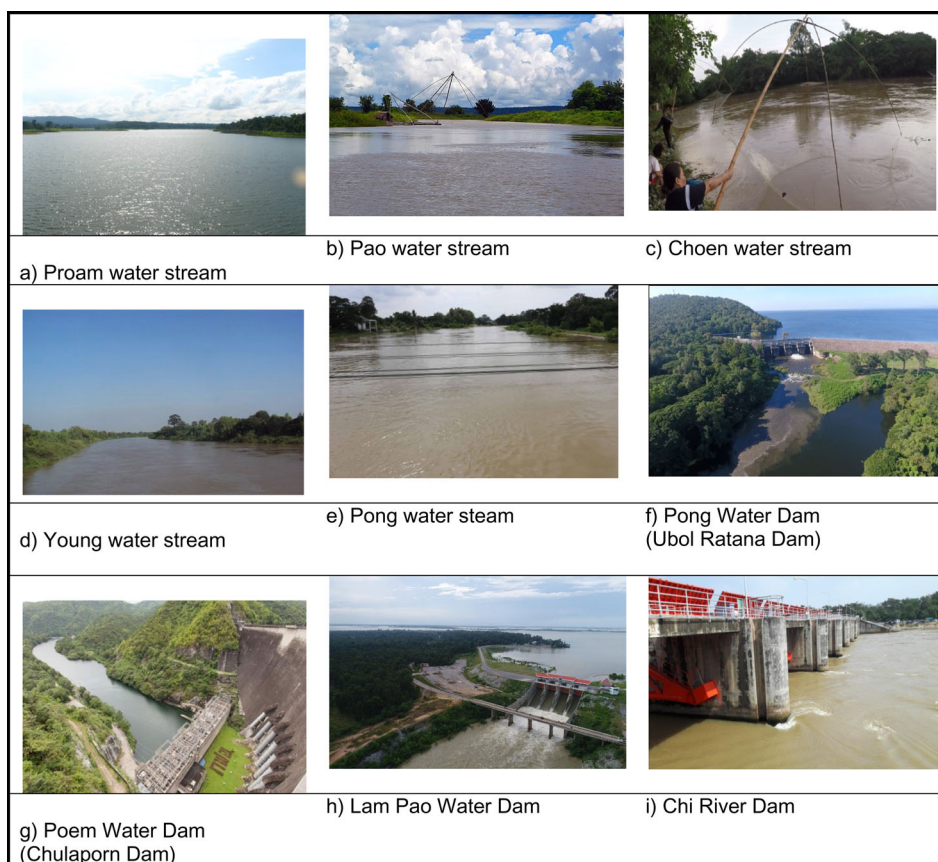 a) Proam water stream
b) Pao water stream
c) Choen water stream
d) Young water stream
e) Pong water steam
f) Pong Water Dam
(Ubol Ratana Dam)
g) Poem Water Dam
(Chulaporn Dam)
h) Lam Pao Water Dam
i) Chi River Dam